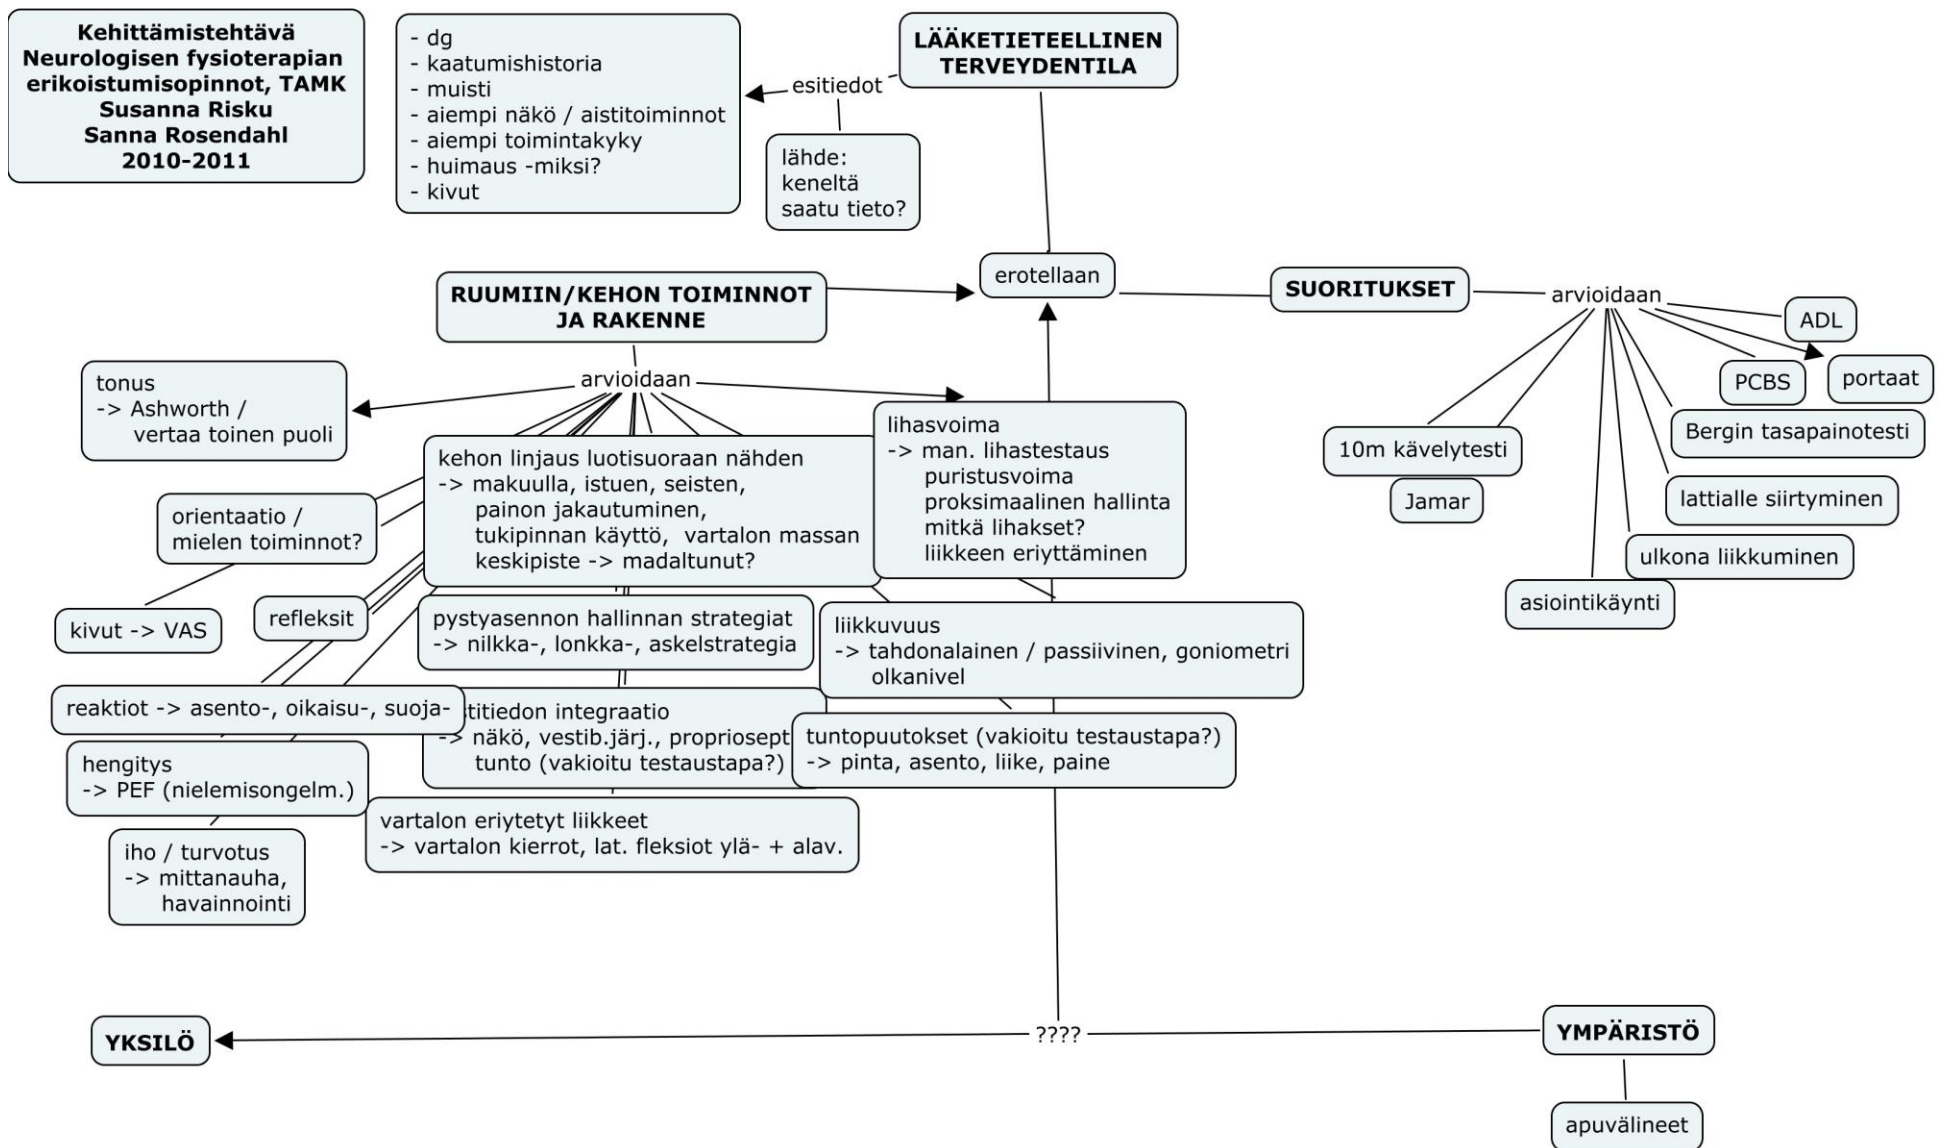 Kehittämistehtävä
Neurologisen fysioterapian
erikoistumisopinnot, TAMK
Susanna Risku
Sanna Rosendahl
2010-2011
- dg
- kaatumishistoria
- muisti
- aiempi näkö / aistitoiminnot
- aiempi toimintakyky
- huimaus -miksi?
- kivut
esitiedot
LÄÄKETIETEELLINEN
TERVEYDENTILA
lähde:
keneltä
saatu tieto?
erotellaan
RUUMIIN/KEHON TOIMINNOT
JA RAKENNE
SUORITUKSET
arvioidaan
ADL
PCBS
portaat
Bergin tasapainotesti
10m kävelytesti
Jamar
lattialle siirtyminen
ulkona liikkuminen
asiointikäynti
arvioidaan
tonus
-> Ashworth /
vertaa toinen puoli
lihasvoima
-> man. lihastestaus
puristusvoima
proksimaalinen hallinta
mitkä lihakset?
liikkeen eriyttäminen
kehon linjaus luotisuoraan nähden
-> makuulla, istuen, seisten,
painon jakautuminen,
tukipinnan käyttö, vartalon massan
keskipiste -> madaltunut?
orientaatio /
mielen toiminnot?
kivut -> VAS
refleksit
pystyasennon hallinnan strategiat
-> nilkka-, lonkka-, askelstrategia
liikkuvuus
-> tahdonalainen / passiivinen, goniometri
olkanivel
reaktiot -> asento-, oikaisu-, suoja-
integraatio
-> näkö, vestib.järj.,
tunto (vakioitu testaustapa?)
tuntopuutokset (vakioitu testaustapa?)
-> pinta, asento, liike, paine
hengitys
-> PEF (nielemisongelm.)
vartalon eriytetyt liikkeet
-> vartalon kierrot, lat. fleksiot ylä- + alav.
iho / turvotus
-> mittanauha,
havainnointi
YKSILÖ
????
YMPÄRISTÖ
apuvälineet